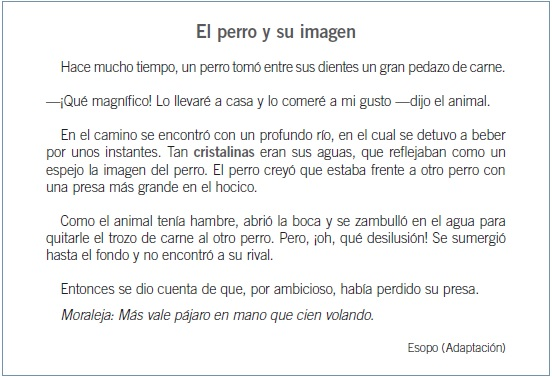 El perro y su imagen
Hace mucho tiempo, un perro tomó entre sus dientes un gran pedazo de carne.
—¡Qué magnífico! Lo llevaré a casa y lo comeré a mi gusto —dijo el animal.
En el camino se encontró con un profundo río, en el cual se detuvo a beber
por unos instantes. Tan cristalinas eran sus aguas, que reflejaban como un
espejo la imagen del perro. El perro creyó que estaba frente a otro perro con
una presa más grande en el hocico.
Como el animal tenía hambre, abrió la boca y se zambulló en el agua para
quitarle el trozo de carne al otro perro. Pero, ¡oh, qué desilusión! Se sumergió
hasta el fondo y no encontró a su rival.
Entonces se dio cuenta de que, por ambicioso, había perdido su presa.
Moraleja: Más vale pájaro en mano que cien volando.
Esopo (Adaptación)